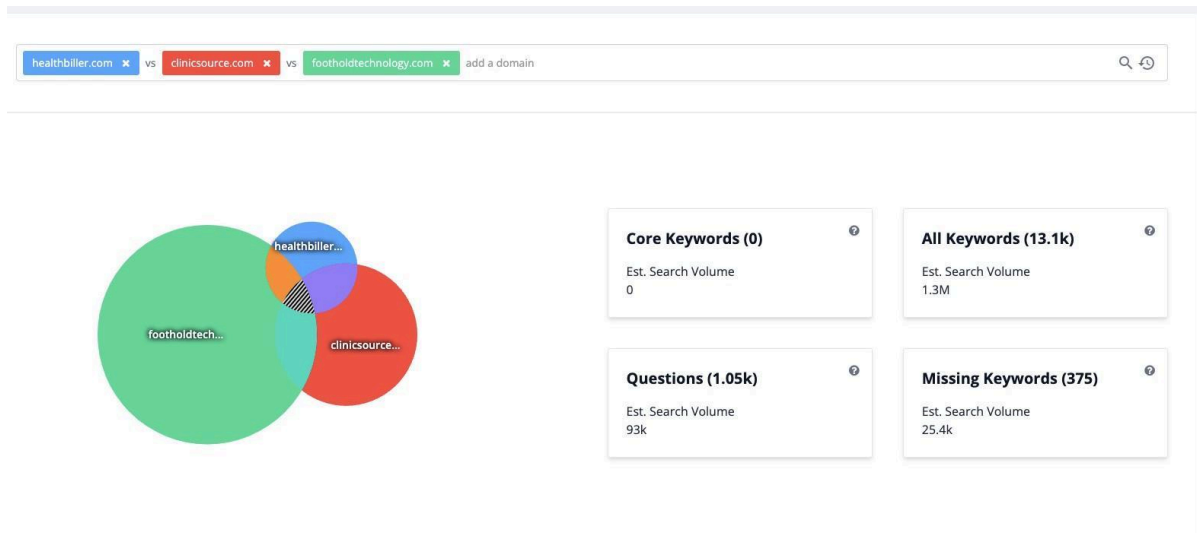 healthbiller.com × vs clinicsource.com × vs footholdtechnology.com × add a domain
healthbiller...
footholdtech...
clinicsource...
Core Keywords (0) ?
Est. Search Volume
0
All Keywords (13.1k) ?
Est. Search Volume
1.3M
Questions (1.05k) ?
Est. Search Volume
93k
Missing Keywords (375) ?
Est. Search Volume
25.4k